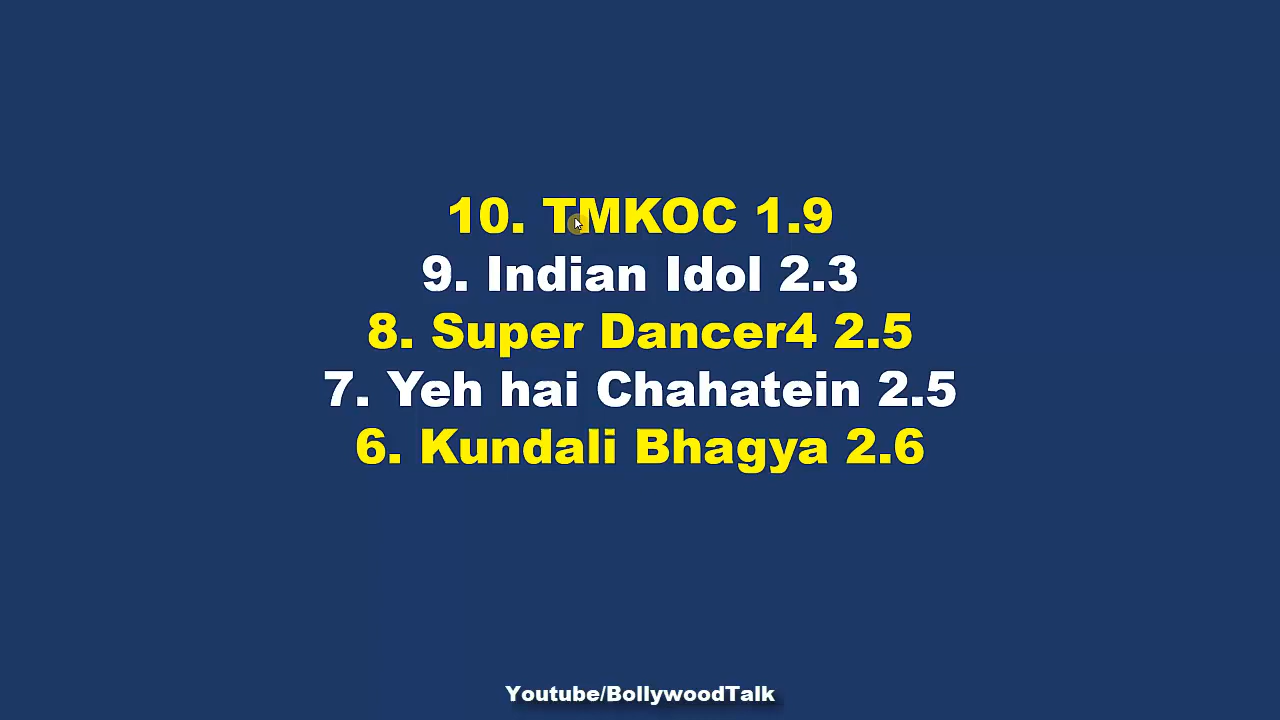 10. TMKOC 1.9
9. Indian Idol 2.3
8. Super Dancer4 2.5
7. Yeh hai Chahatein 2.5
6. Kundali Bhagya 2.6
Youtube/BollywoodTalk